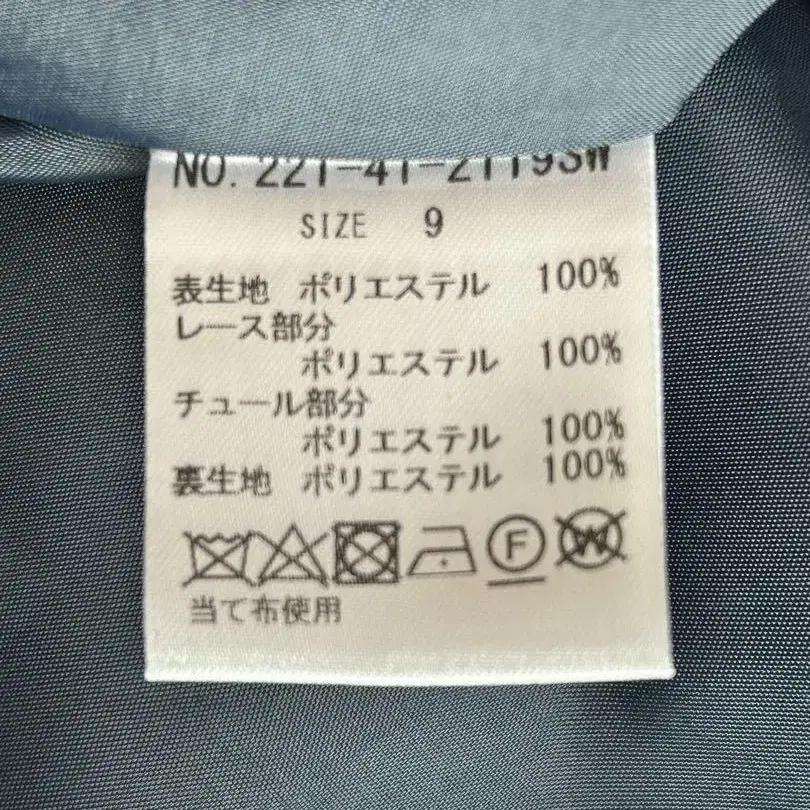 NO. 221-41-2119SW
SIZE 9
表生地 ポリエステル 100%
レース部分
ポリエステル 100%
チュール部分
ポリエステル 100%
裏生地 ポリエステル 100%
F W
当て布使用